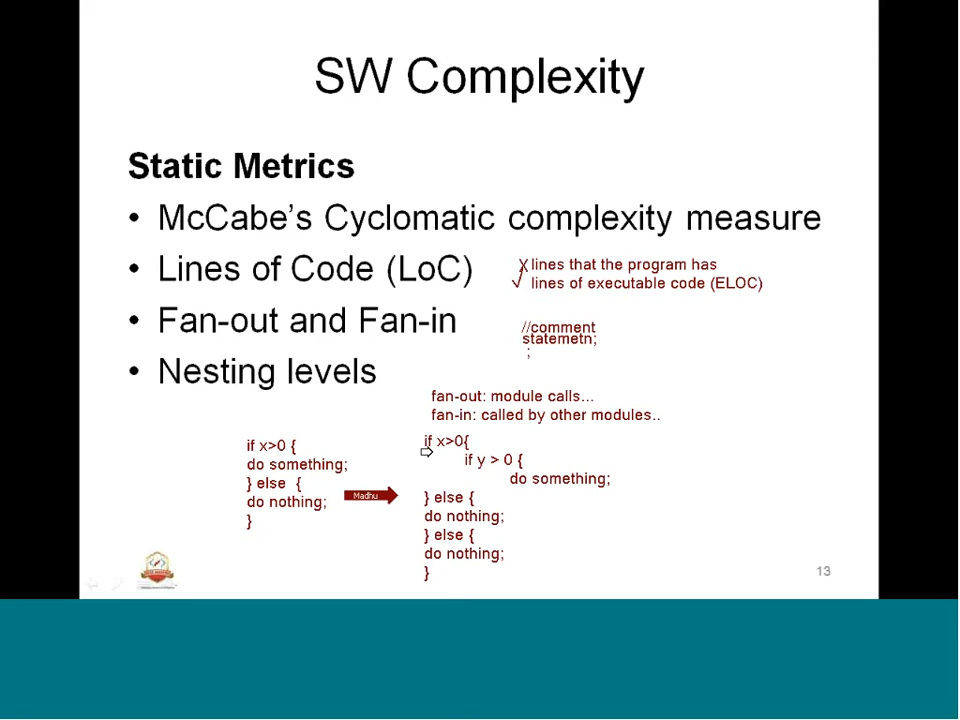 SW Complexity
Static Metrics
• McCabe's Cyclomatic complexity measure
• Lines of Code (LoC)
X lines that the program has
√ lines of executable code (ELOC)
• Fan-out and Fan-in
//comment
statemetn;
;
• Nesting levels
fan-out: module calls...
fan-in: called by other modules..
if x>0 {
do something;
} else {
do nothing;
}
Madhu
if x>0{
if y > 0 {
do something;
} else {
do nothing;
} else {
do nothing;
}
13